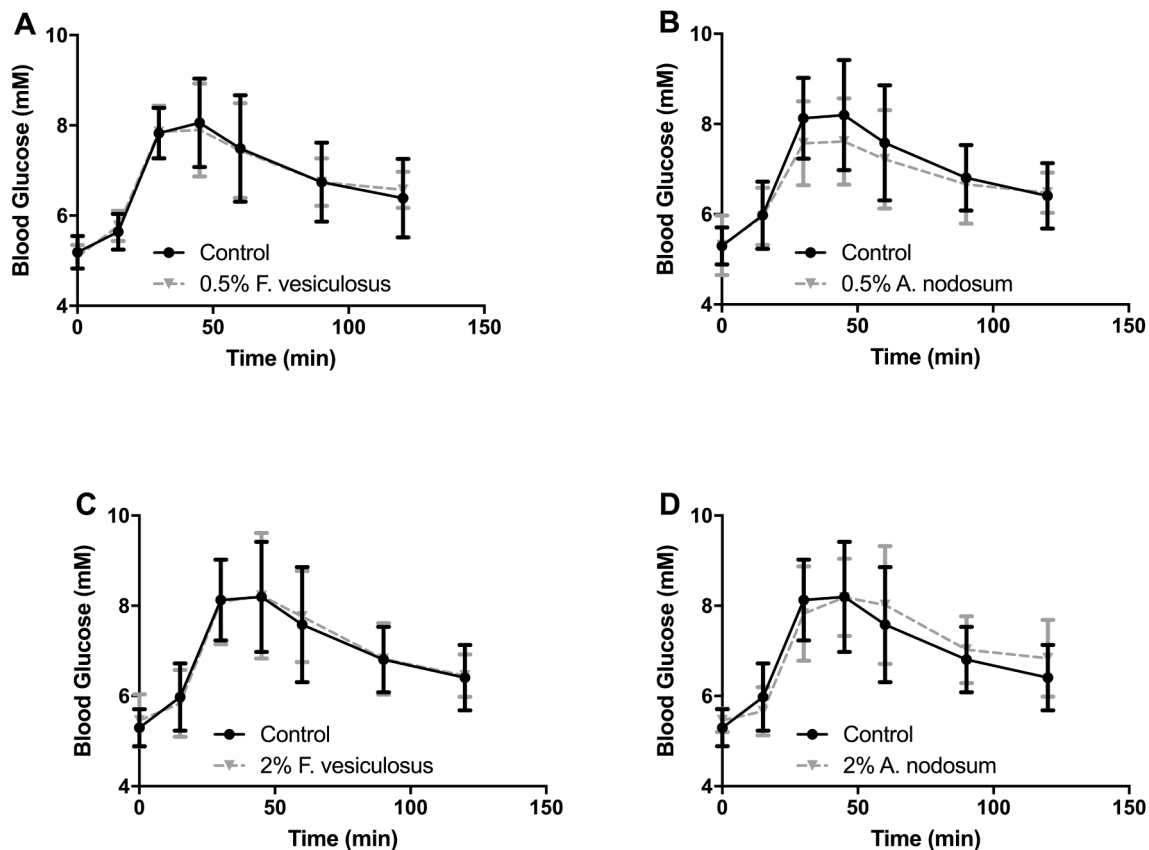 A
Blood Glucose (mM)
10
8
6
4
Control
0.5% F. vesiculosus
0 50 100 150
Time (min)
B
Blood Glucose (mM)
10
8
6
4
Control
0.5% A. nodosum
0 50 100 150
Time (min)
C
Blood Glucose (mM)
10
8
6
4
Control
2% F. vesiculosus
0 50 100 150
Time (min)
D
Blood Glucose (mM)
10
8
6
4
Control
2% A. nodosum
0 50 100 150
Time (min)